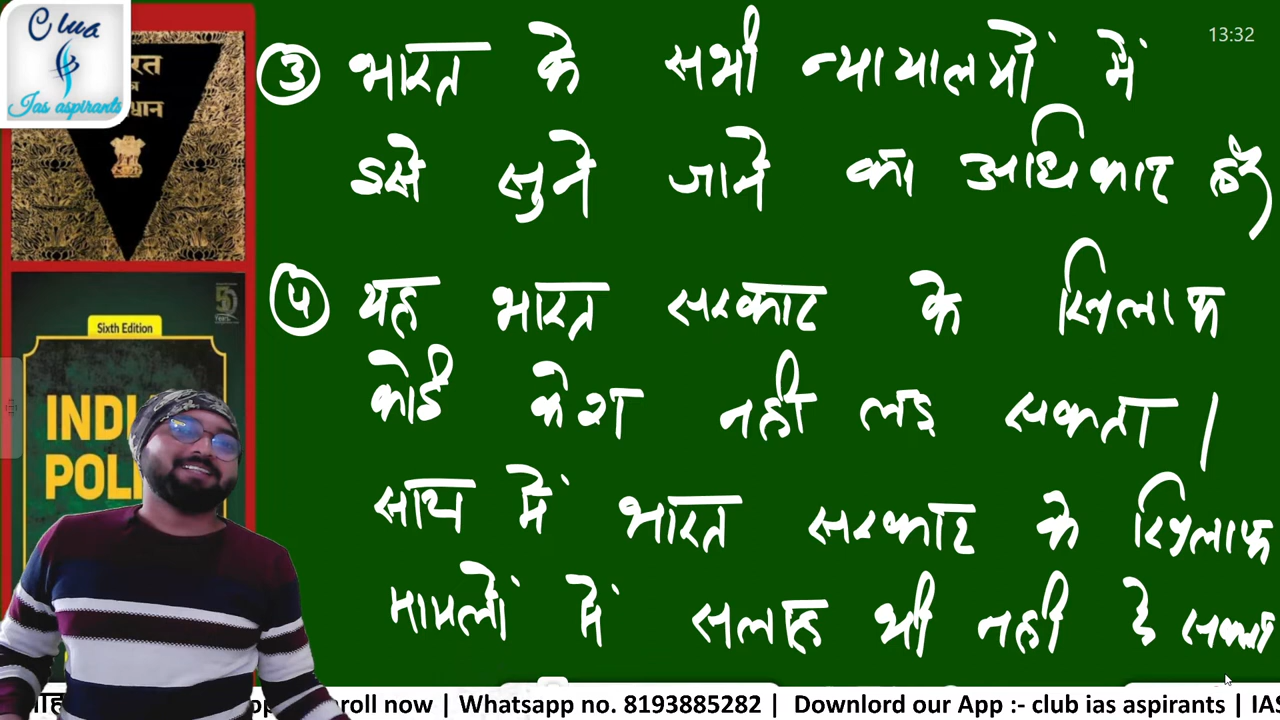 Clua
Ias aspirants
रत
धान
13:32
③ भारत के सभी न्यायालयों में
इसे सुने जाने का अधिकार है
④ यह भारत सरकार के खिलाफ
कोई केश नही लड सकता |
साथ में भारत सरकार के खिलाफ
मामलों में सलाह भी नही दे सकता
Sixth Edition
INDI
POLI
roll now | Whatsapp no. 8193885282 | Downlord our App :- club ias aspirants | IAS